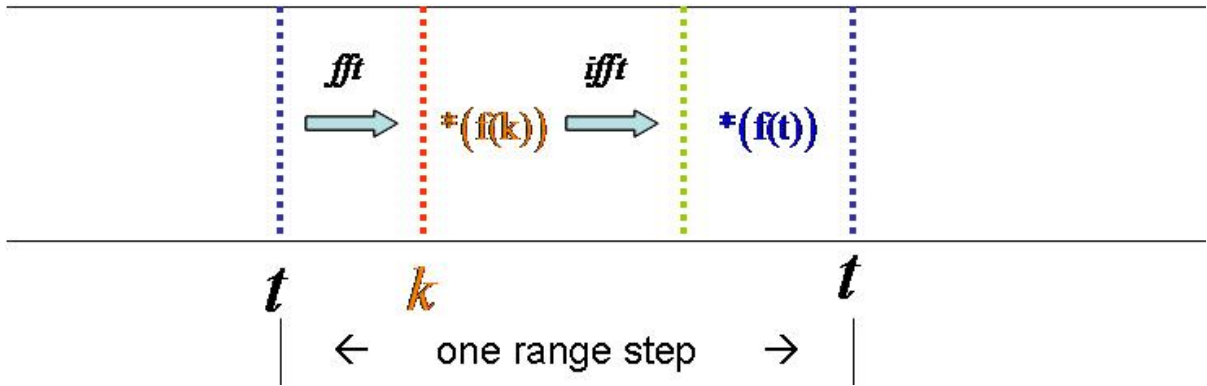 fft ifft
*(f(k)) *(f(t))
t k t
← one range step →